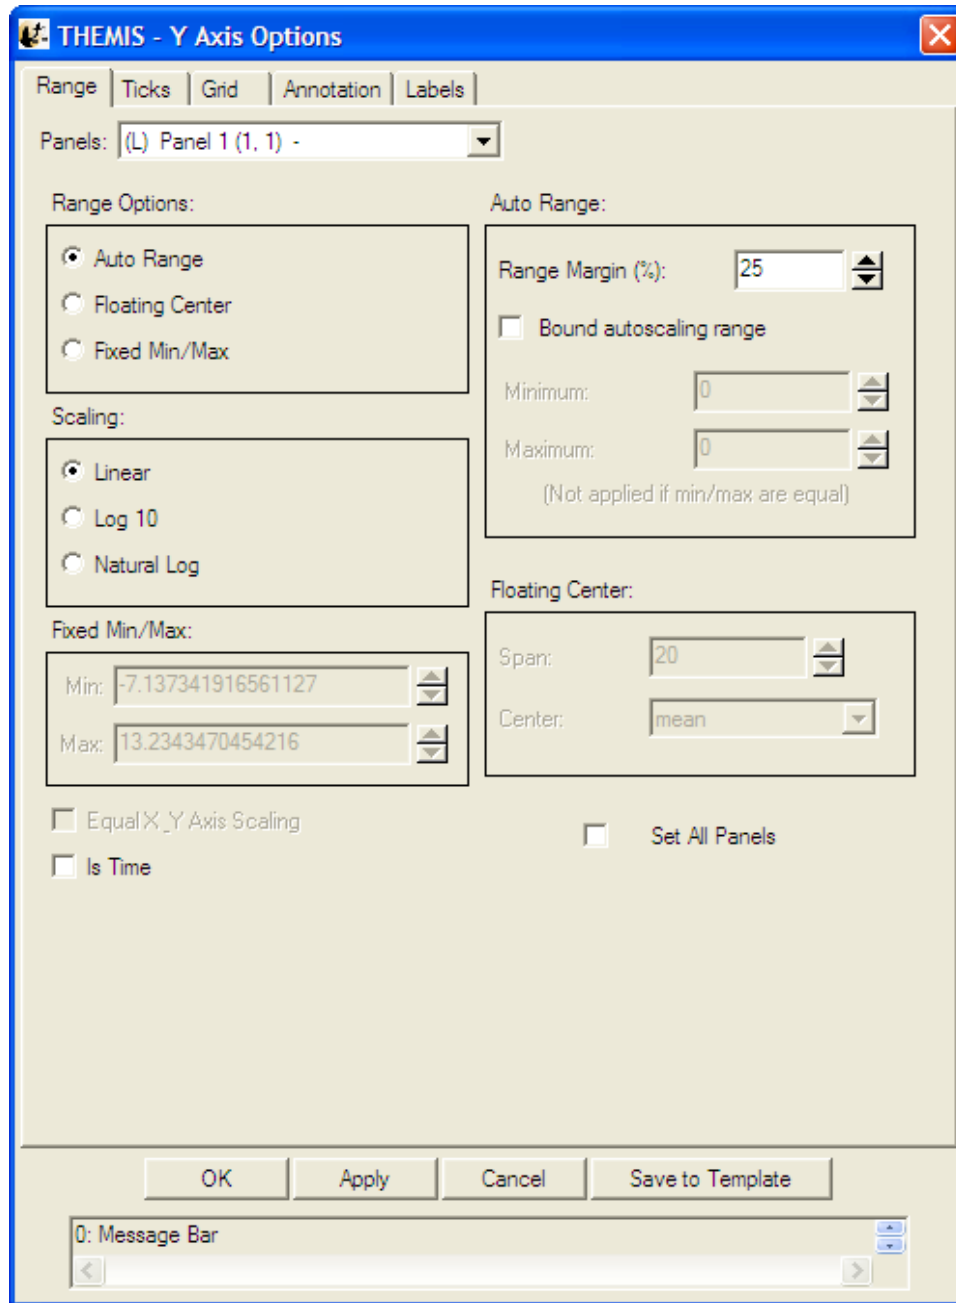 THEMIS - Y Axis Options
Range Ticks Grid Annotation Labels
Panels: (L) Panel 1 (1, 1) -
Range Options:
Auto Range
Floating Center
Fixed Min/Max
Scaling:
Linear
Log 10
Natural Log
Fixed Min/Max:
Min: -7.137341916561127
Max: 13.2343470454216
Equal X_Y Axis Scaling
Is Time
Auto Range:
Range Margin (%): 25
Bound autoscaling range
Minimum: 0
Maximum: 0
(Not applied if min/max are equal)
Floating Center:
Span: 20
Center: mean
Set All Panels
OK Apply Cancel Save to Template
0: Message Bar